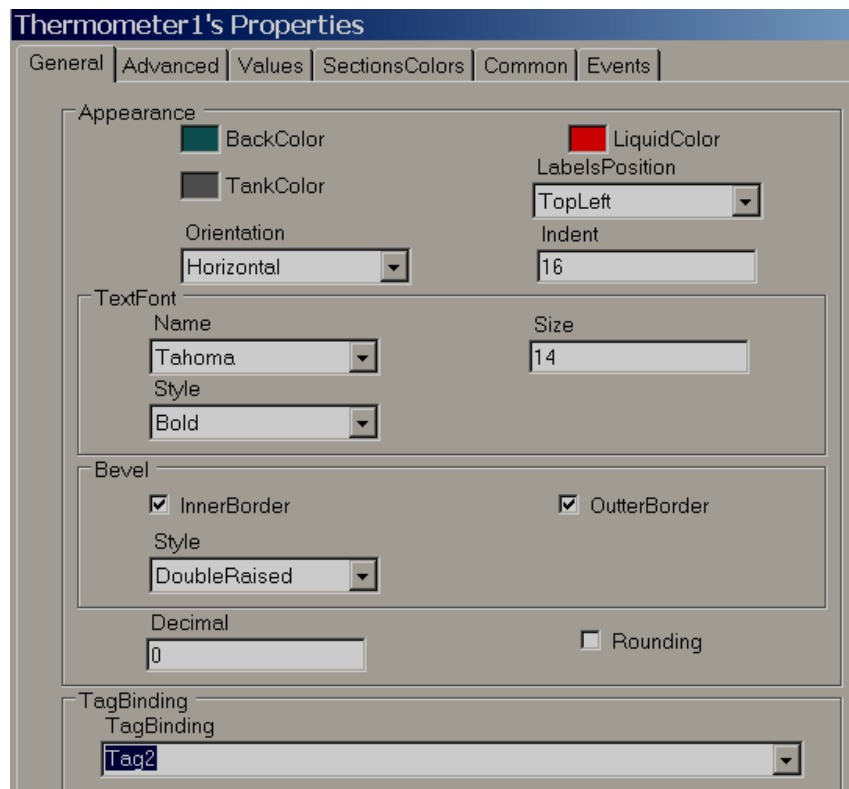 Thermometer1's Properties
General Advanced Values SectionsColors Common Events
Appearance
BackColor LiquidColor
TankColor LabelsPosition
TopLeft
Orientation Indent
Horizontal 16
TextFont
Name Size
Tahoma 14
Style
Bold
Bevel
InnerBorder OutterBorder
Style
DoubleRaised
Decimal
0 Rounding
TagBinding
TagBinding
Tag2